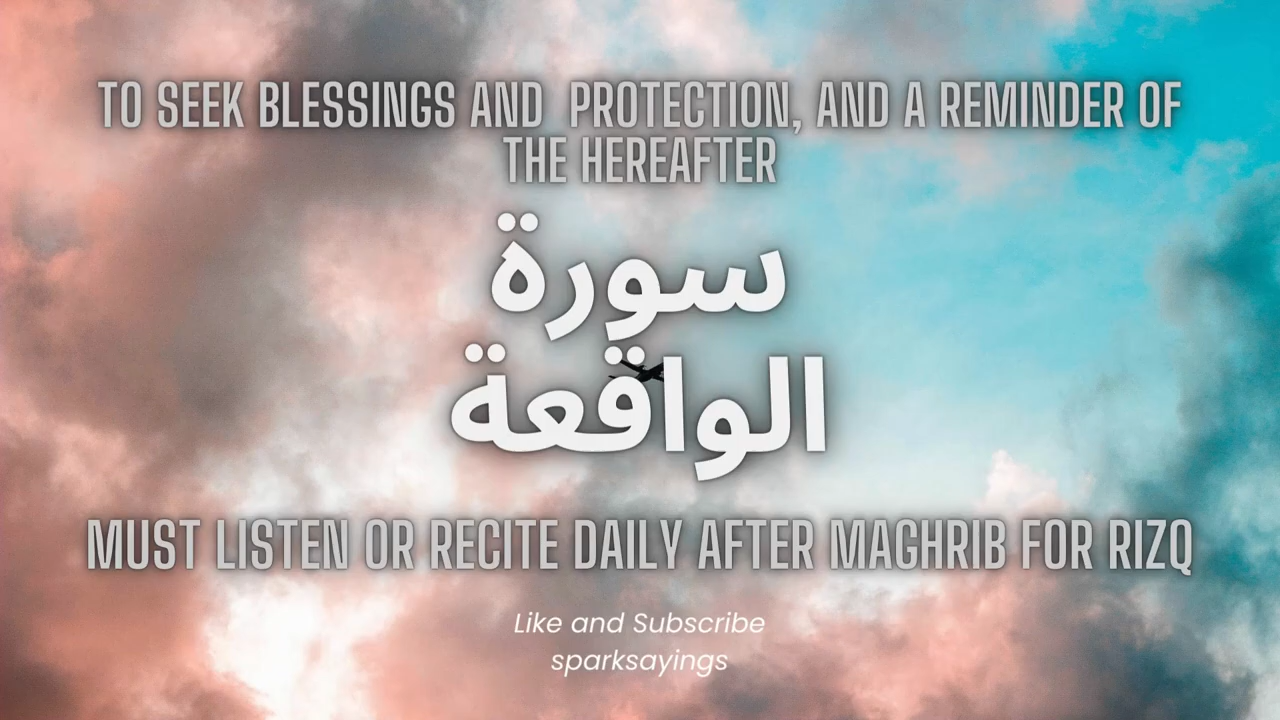 TO SEEK BLESSINGS AND  PROTECTION, AND A REMINDER OF
THE HEREAFTER
سورة
الواقعة
MUST LISTEN OR RECITE DAILY AFTER MAGHRIB FOR RIZQ
Like and Subscribe
sparksayings